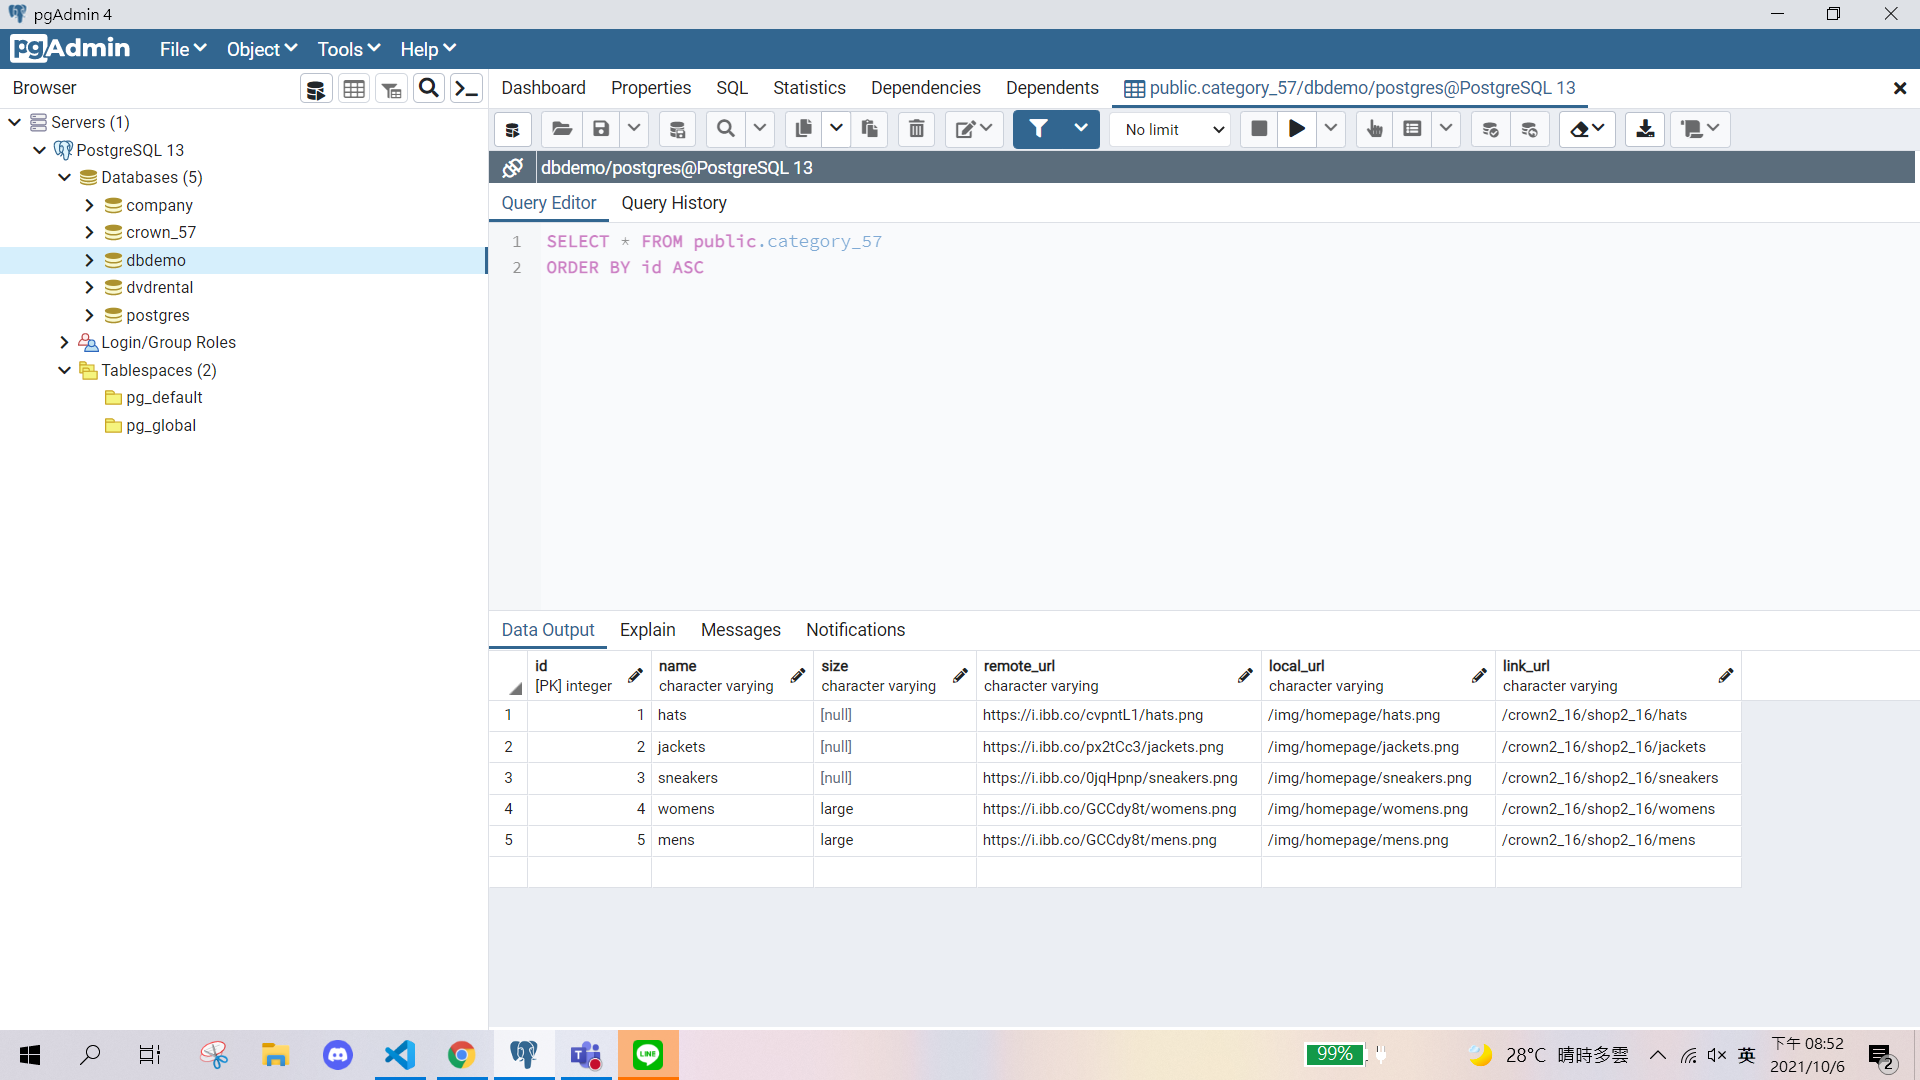 pgAdmin 4
pgAdmin File Object Tools Help
Browser
Dashboard Properties SQL Statistics Dependencies Dependents public.category_57/dbdemo/postgres@PostgreSQL 13
Servers (1)
PostgreSQL 13
Databases (5)
company
crown_57
dbdemo
dvdrental
postgres
Login/Group Roles
Tablespaces (2)
pg_default
pg_global
No limit
dbdemo/postgres@PostgreSQL 13
Query Editor Query History
1 SELECT * FROM public.category_57
2 ORDER BY id ASC
Data Output Explain Messages Notifications
id name size remote_url local_url link_url
[PK] integer character varying character varying character varying character varying character varying
1 1 hats [null] https://i.ibb.co/cvpntL1/hats.png /img/homepage/hats.png /crown2_16/shop2_16/hats
2 2 jackets [null] https://i.ibb.co/px2tCc3/jackets.png /img/homepage/jackets.png /crown2_16/shop2_16/jackets
3 3 sneakers [null] https://i.ibb.co/0jqHpnp/sneakers.png /img/homepage/sneakers.png /crown2_16/shop2_16/sneakers
4 4 womens large https://i.ibb.co/GCCdy8t/womens.png /img/homepage/womens.png /crown2_16/shop2_16/womens
5 5 mens large https://i.ibb.co/GCCdy8t/mens.png /img/homepage/mens.png /crown2_16/shop2_16/mens
LINE
99%
28°C 晴時多雲
英
下午 08:52
2021/10/6
2